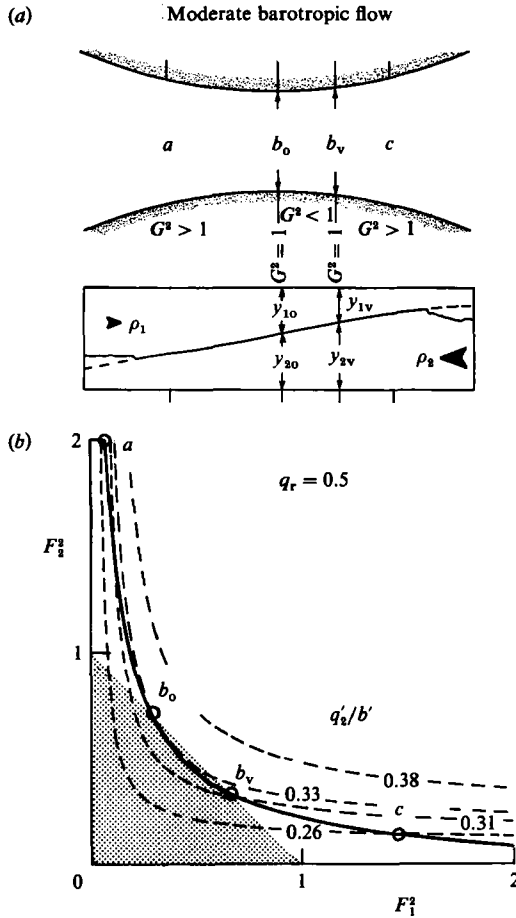 (a) Moderate barotropic flow
a b₀ bᵥ c
G² > 1 G² = 1 G² < 1 G² = 1 G² > 1
y₁₀ y₁ᵥ
ρ₁ y₂₀ y₂ᵥ ρ₂
(b)
2 a
qᵣ = 0.5
F₂²
1
b₀
q₂′/b′
bᵥ 0.38
0.33 c 0.31
0.26
0 1 2
F₁²